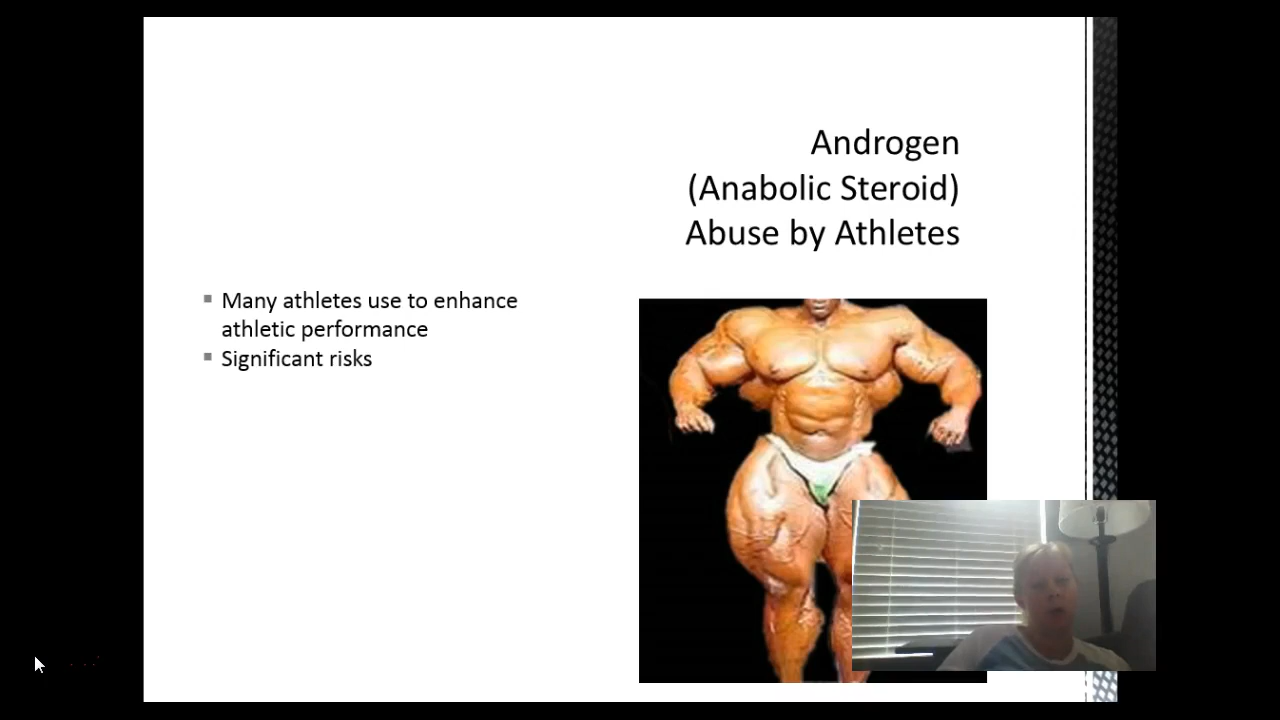 Androgen
(Anabolic Steroid)
Abuse by Athletes
Many athletes use to enhance
athletic performance
Significant risks